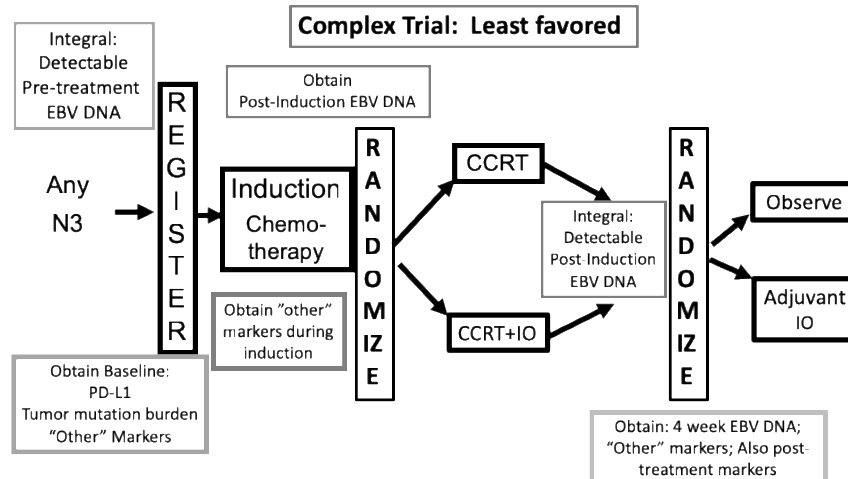 Complex Trial: Least favored
Integral:
Detectable
Pre-treatment
EBV DNA
Any
N3
R
E
G
I
S
T
E
R
Obtain Baseline:
PD-L1
Tumor mutation burden
“Other” Markers
Obtain
Post-Induction EBV DNA
Induction
Chemo-
therapy
Obtain ”other”
markers during
induction
R
A
N
D
O
M
IZ
E
CCRT
CCRT+IO
Integral:
Detectable
Post-Induction
EBV DNA
R
A
N
D
O
M
IZ
E
Observe
Adjuvant
IO
Obtain: 4 week EBV DNA;
“Other” markers; Also post-
treatment markers